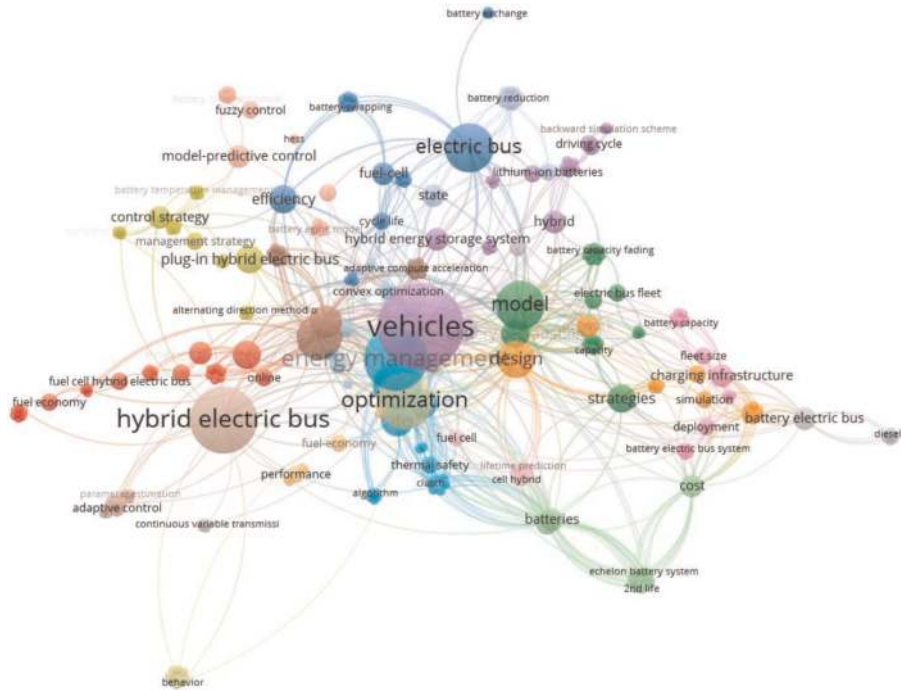 battery exchange
battery swapping
battery reduction
fuzzy control
hess
electric bus
backward simulation scheme
driving cycle
model-predictive control
fuel-cell
lithium-ion batteries
battery temperature management
efficiency
state
control strategy
cycle life
hybrid
battery aging model
management strategy
hybrid energy storage system
battery capacity fading
plug-in hybrid electric bus
adaptive compute acceleration
convex optimization
electric bus fleet
model
alternating direction method o
vehicles
battery capacity
energy management
design
capacity
fleet size
fuel cell hybrid electric bus
online
charging infrastructure
fuel economy
optimization
strategies
simulation
hybrid electric bus
battery electric bus
deployment
diesel
fuel-economy
fuel cell
battery electric bus system
performance
thermal safety
lifetime prediction
cell hybrid
clutch
cost
algorithm
parameter estimation
adaptive control
continuous variable transmissi
batteries
echelon battery system
2nd life
behavior